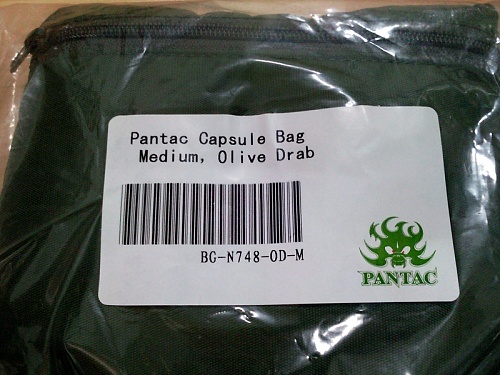 Pantac Capsule Bag
Medium, Olive Drab
BG-N748-OD-M
PANTAC